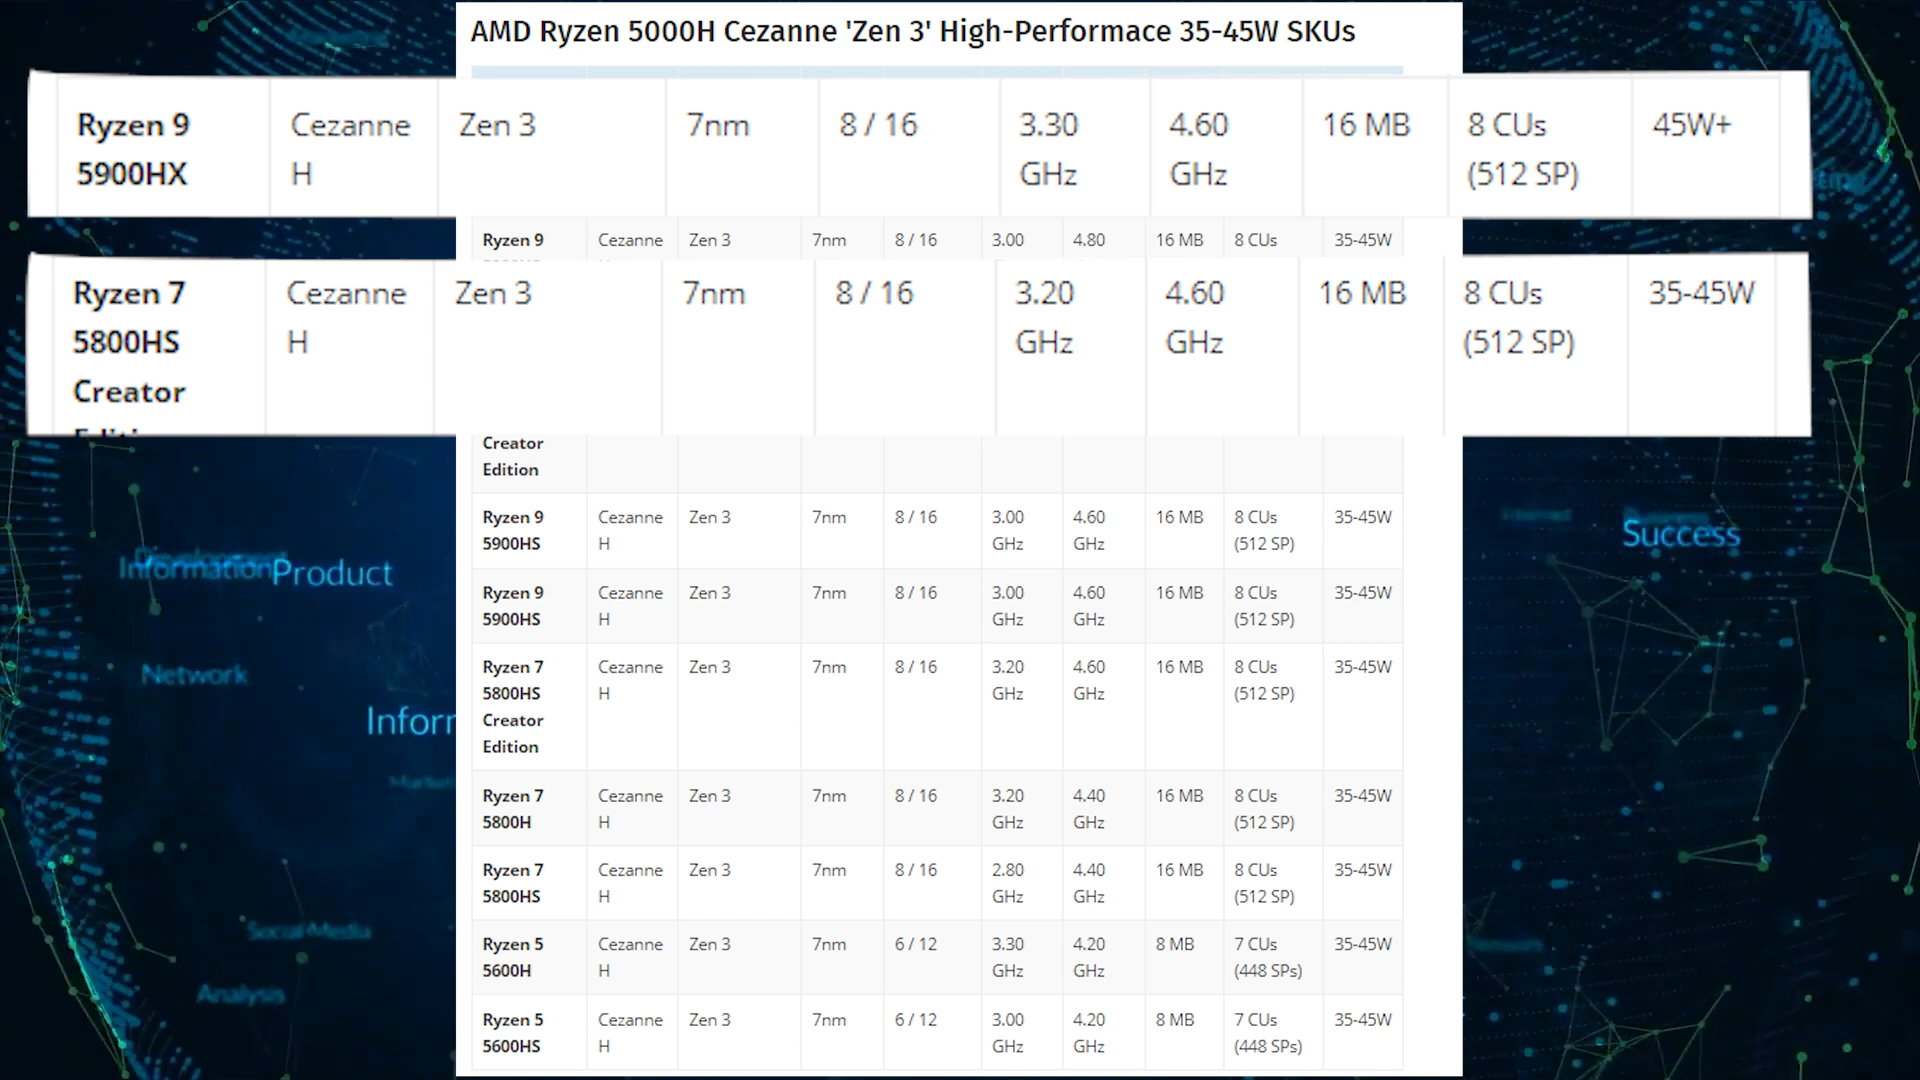 AMD Ryzen 5000H Cezanne 'Zen 3' High-Performace 35-45W SKUs
Ryzen 9 Cezanne Zen 3 7nm 8 / 16 3.30 4.60 16 MB 8 CUs 45W+
5900HX H GHz GHz (512 SP)
Ryzen 9 Cezanne Zen 3 7nm 8 / 16 3.00 4.80 16 MB 8 CUs 35-45W
Ryzen 7 Cezanne Zen 3 7nm 8 / 16 3.20 4.60 16 MB 8 CUs 35-45W
5800HS H GHz GHz (512 SP)
Creator
Creator
Edition
Ryzen 9 Cezanne Zen 3 7nm 8 / 16 3.00 4.60 16 MB 8 CUs 35-45W
5900HS H GHz GHz (512 SP)
Ryzen 9 Cezanne Zen 3 7nm 8 / 16 3.00 4.60 16 MB 8 CUs 35-45W
5900HS H GHz GHz (512 SP)
Ryzen 7 Cezanne Zen 3 7nm 8 / 16 3.20 4.60 16 MB 8 CUs 35-45W
5800HS H GHz GHz (512 SP)
Creator
Edition
Ryzen 7 Cezanne Zen 3 7nm 8 / 16 3.20 4.40 16 MB 8 CUs 35-45W
5800H H GHz GHz (512 SP)
Ryzen 7 Cezanne Zen 3 7nm 8 / 16 2.80 4.40 16 MB 8 CUs 35-45W
5800HS H GHz GHz (512 SP)
Ryzen 5 Cezanne Zen 3 7nm 6 / 12 3.30 4.20 8 MB 7 CUs 35-45W
5600H H GHz GHz (448 SPs)
Ryzen 5 Cezanne Zen 3 7nm 6 / 12 3.00 4.20 8 MB 7 CUs 35-45W
5600HS H GHz GHz (448 SPs)
Development
Information
Product
Network
Infor
Social Media
Analysis
Success